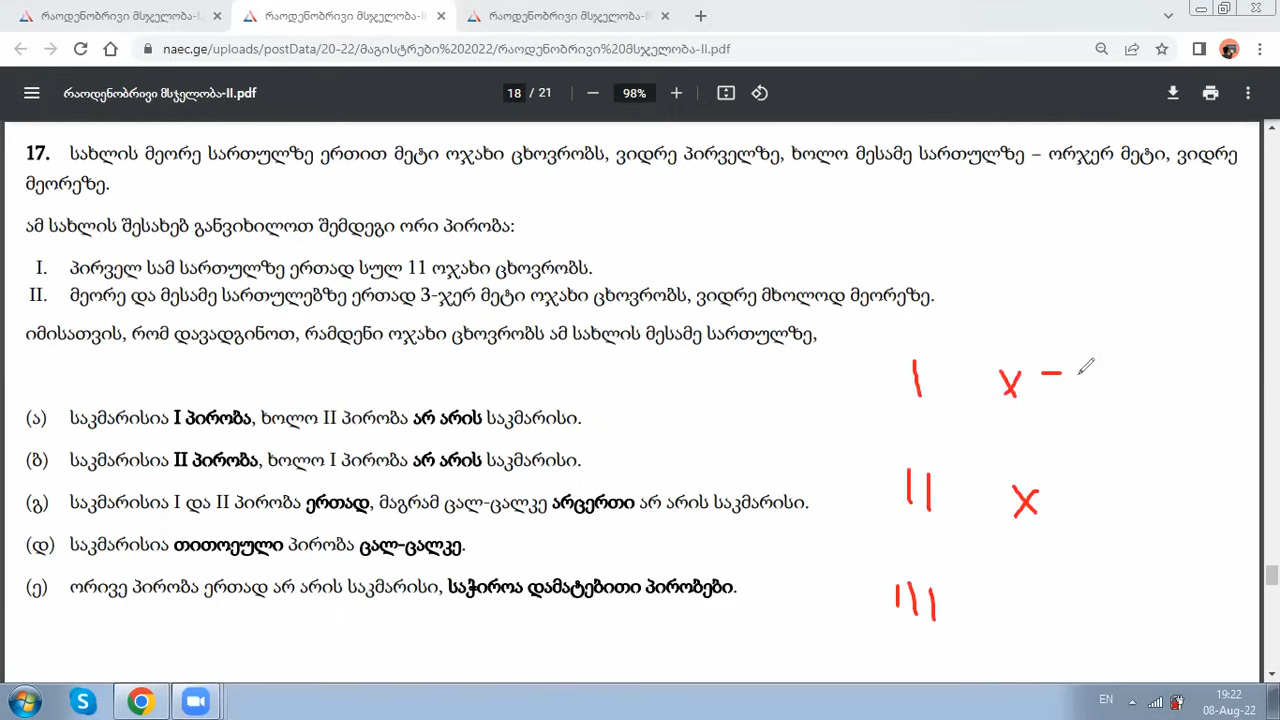 რაოდენობრივი მსჯელობა-I.
რაოდენობრივი მსჯელობა-II
რაოდენობრივი მსჯელობა-II
naec.ge/uploads/postData/20-22/მაგისტრები%202022/რაოდენობრივი%20მსჯელობა-II.pdf
რაოდენობრივი მსჯელობა-II.pdf
18 / 21
98%
17. სახლის მეორე სართულზე ერთით მეტი ოჯახი ცხოვრობს, ვიდრე პირველზე, ხოლო მესამე სართულზე – ორჯერ მეტი, ვიდრე
მეორეზე.
ამ სახლის შესახებ განვიხილოთ შემდეგი ორი პირობა:
I. პირველ სამ სართულზე ერთად სულ 11 ოჯახი ცხოვრობს.
II. მეორე და მესამე სართულებზე ერთად 3-ჯერ მეტი ოჯახი ცხოვრობს, ვიდრე მხოლოდ მეორეზე.
იმისათვის, რომ დავადგინოთ, რამდენი ოჯახი ცხოვრობს ამ სახლის მესამე სართულზე,
I x –
(ა) საკმარისია I პირობა, ხოლო II პირობა არ არის საკმარისი.
(ბ) საკმარისია II პირობა, ხოლო I პირობა არ არის საკმარისი.
(გ) საკმარისია I და II პირობა ერთად, მაგრამ ცალ-ცალკე არცერთი არ არის საკმარისი.
II x
(დ) საკმარისია თითოეული პირობა ცალ-ცალკე.
(ე) ორივე პირობა ერთად არ არის საკმარისი, საჭიროა დამატებითი პირობები.
III
EN
19:22
08-Aug-22